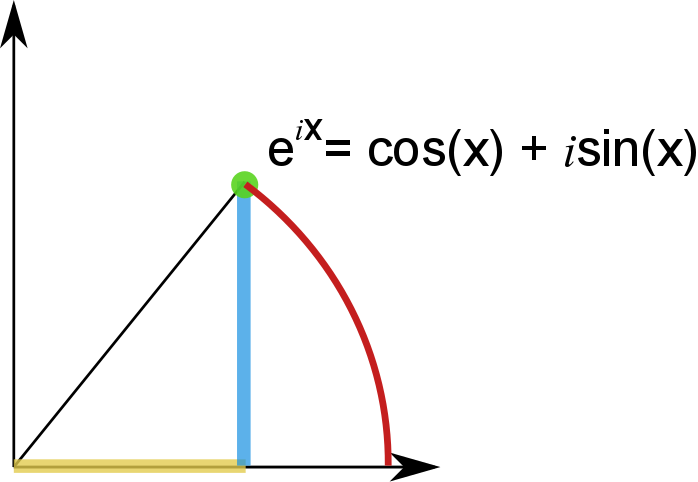 e^{ix}= cos(x) + isin(x)